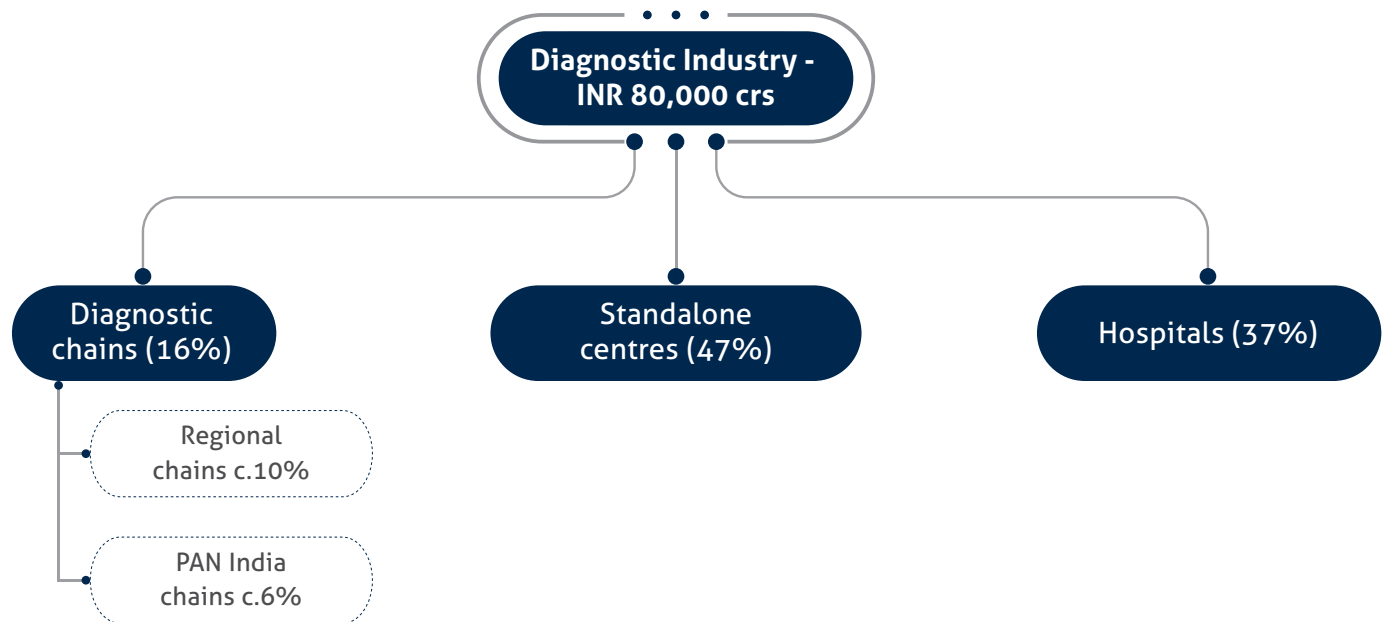 Diagnostic Industry -
INR 80,000 crs
Diagnostic
chains (16%)
Standalone
centres (47%)
Hospitals (37%)
Regional
chains c.10%
PAN India
chains c.6%